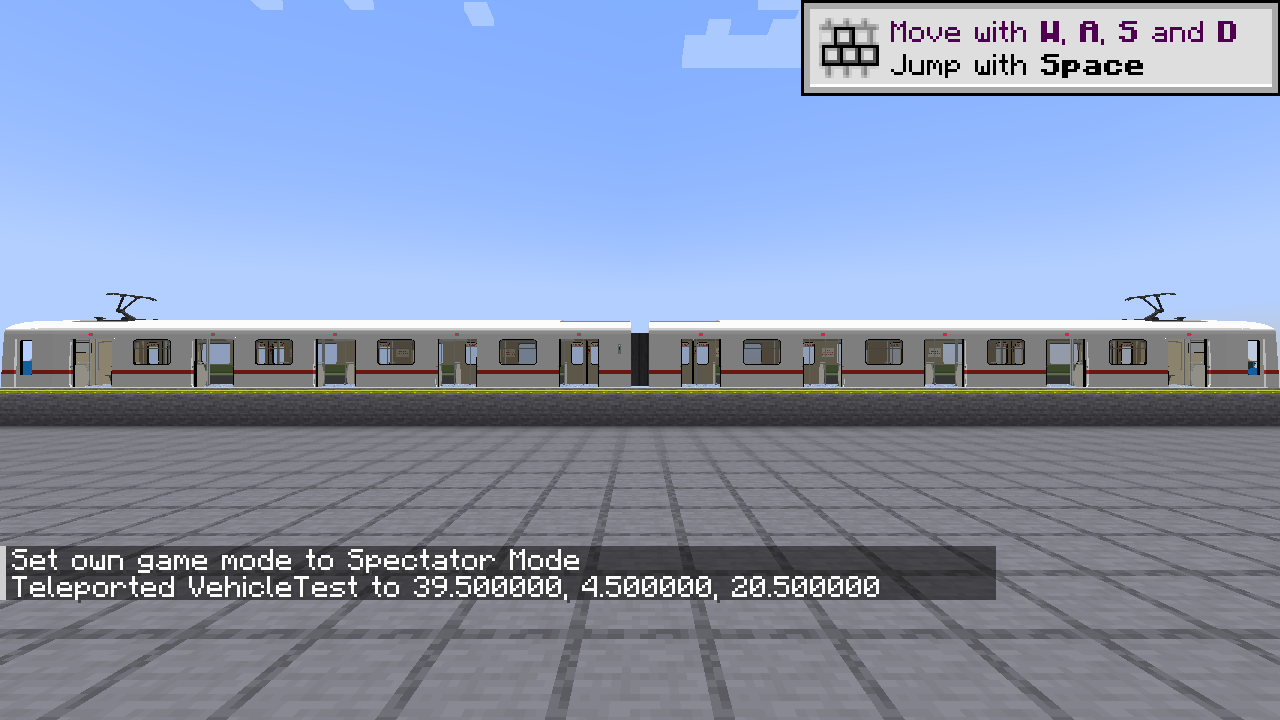 Move with W, A, S and D
Jump with Space
Set own game mode to Spectator Mode
Teleported VehicleTest to 39.500000, 4.500000, 20.500000